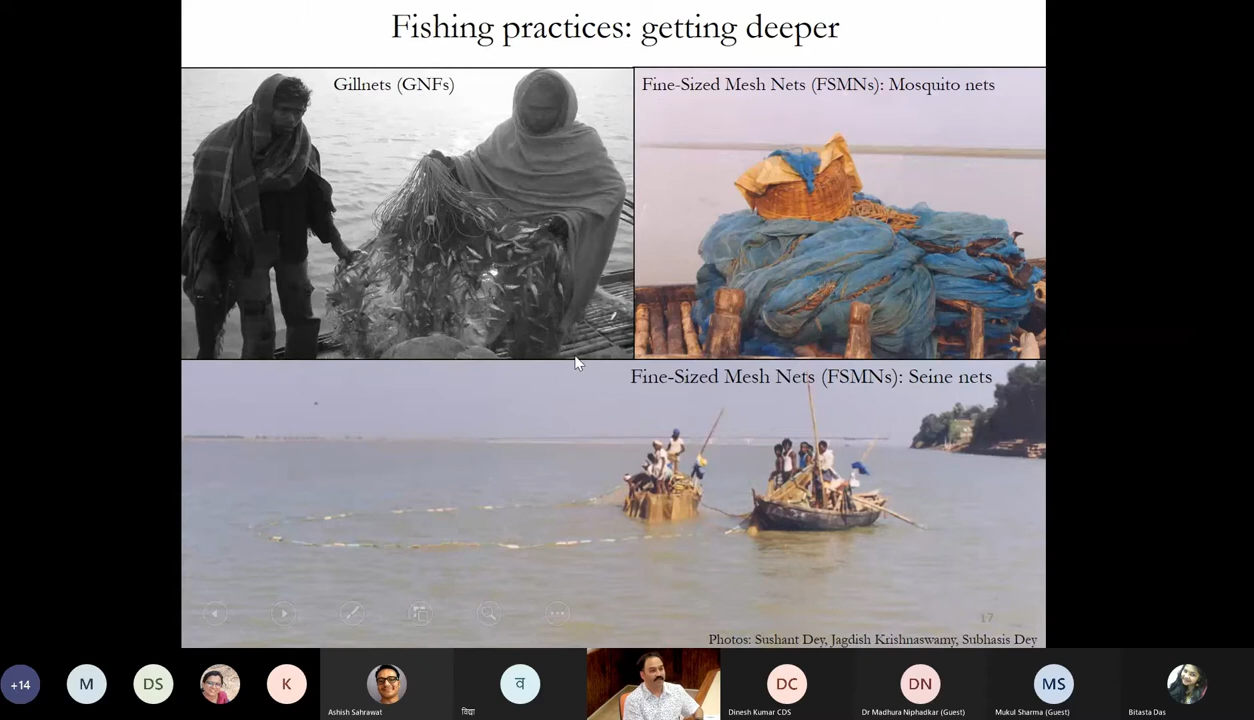 Fishing practices: getting deeper
Gillnets (GNFs)
Fine-Sized Mesh Nets (FSMNs): Mosquito nets
Fine-Sized Mesh Nets (FSMNs): Seine nets
17
Photos: Sushant Dey, Jagdish Krishnaswamy, Subhasis Dey
+14
M
DS
K
Ashish Sahrawat
व
विद्या
DC
Dinesh Kumar CDS
DN
Dr Madhura Niphadkar (Guest)
MS
Mukul Sharma (Guest)
Bitasta Das